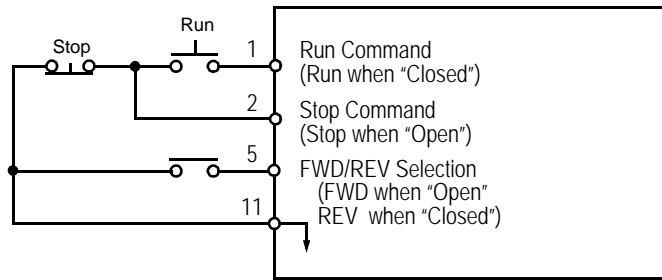 Run
Stop
1 Run Command
(Run when “Closed”)
2 Stop Command
(Stop when “Open”)
5 FWD/REV Selection
(FWD when “Open”
REV when “Closed”)
11